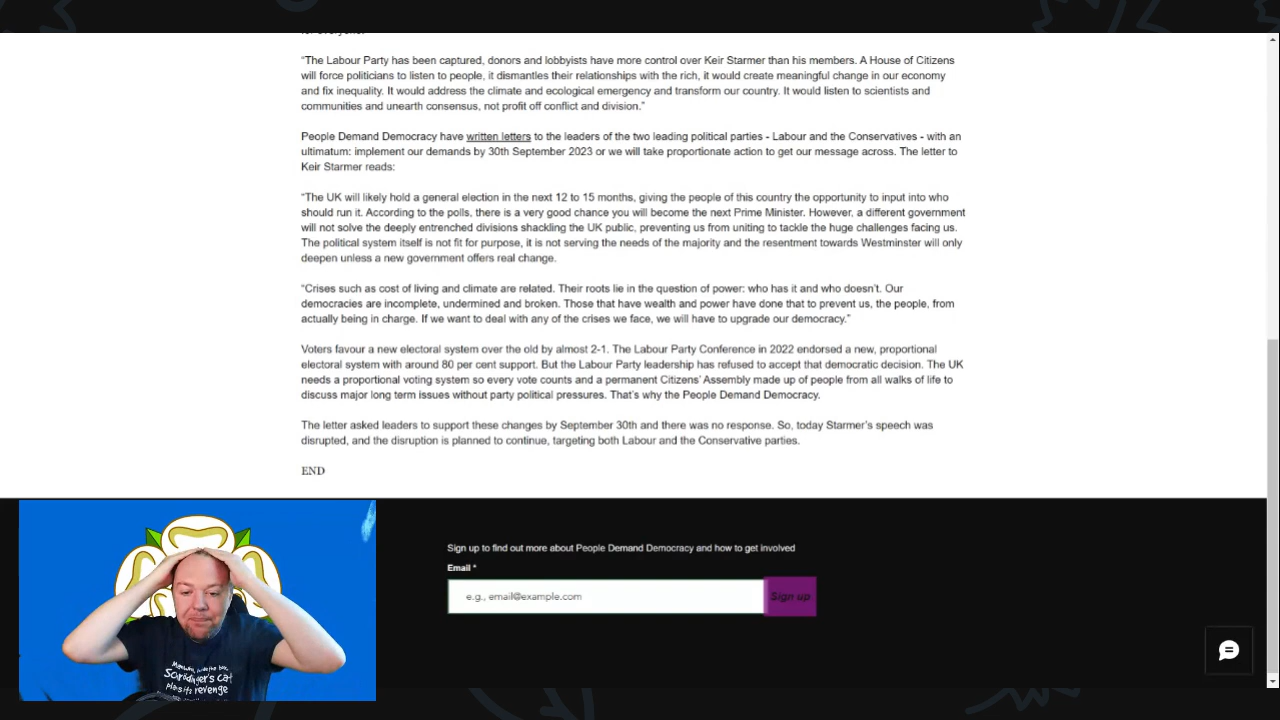 "The Labour Party has been captured, donors and lobbyists have more control over Keir Starmer than his members. A House of Citizens
will force politicians to listen to people, it dismantles their relationships with the rich, it would create meaningful change in our economy
and fix inequality. It would address the climate and ecological emergency and transform our country. It would listen to scientists and
communities and unearth consensus, not profit off conflict and division."
People Demand Democracy have written letters to the leaders of the two leading political parties - Labour and the Conservatives - with an
ultimatum: implement our demands by 30th September 2023 or we will take proportionate action to get our message across. The letter to
Keir Starmer reads:
"The UK will likely hold a general election in the next 12 to 15 months, giving the people of this country the opportunity to input into who
should run it. According to the polls, there is a very good chance you will become the next Prime Minister. However, a different government
will not solve the deeply entrenched divisions shackling the UK public, preventing us from uniting to tackle the huge challenges facing us.
The political system itself is not fit for purpose, it is not serving the needs of the majority and the resentment towards Westminster will only
deepen unless a new government offers real change.
"Crises such as cost of living and climate are related. Their roots lie in the question of power: who has it and who doesn't. Our
democracies are incomplete, undermined and broken. Those that have wealth and power have done that to prevent us, the people, from
actually being in charge. If we want to deal with any of the crises we face, we will have to upgrade our democracy."
Voters favour a new electoral system over the old by almost 2-1. The Labour Party Conference in 2022 endorsed a new, proportional
electoral system with around 80 per cent support. But the Labour Party leadership has refused to accept that democratic decision. The UK
needs a proportional voting system so every vote counts and a permanent Citizens' Assembly made up of people from all walks of life to
discuss major long term issues without party political pressures. That's why the People Demand Democracy.
The letter asked leaders to support these changes by September 30th and there was no response. So, today Starmer's speech was
disrupted, and the disruption is planned to continue, targeting both Labour and the Conservative parties.
END
Sign up to find out more about People Demand Democracy and how to get involved
Email *
e.g., email@example.com
Sign up
Schrödinger's cat
plots its revenge